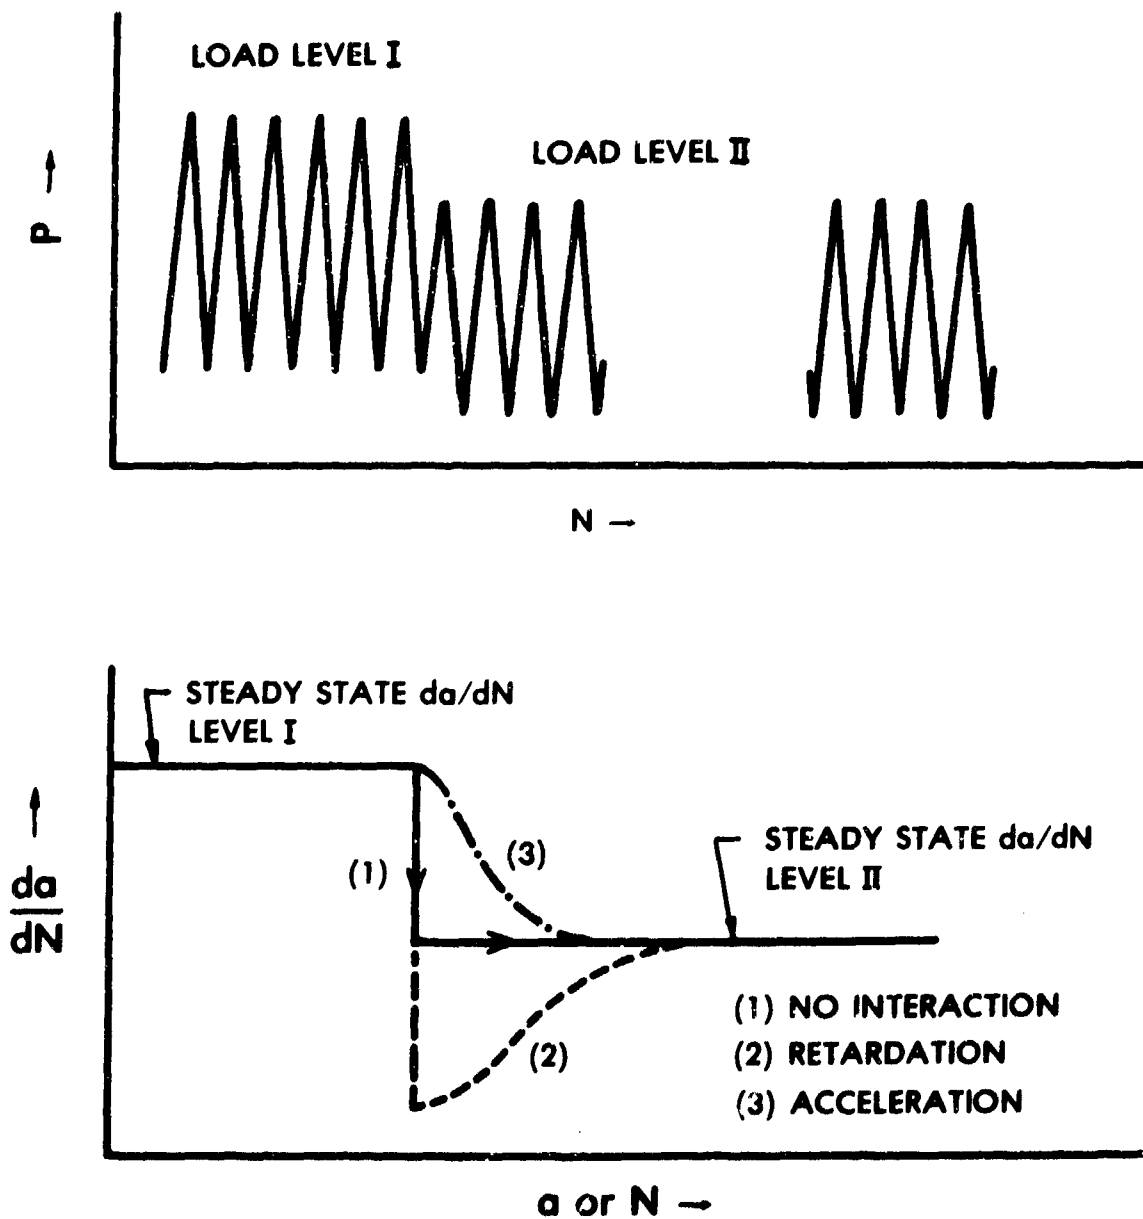 LOAD LEVEL I
LOAD LEVEL II
P →
N →
STEADY STATE da/dN
LEVEL I
(3)
(1)
STEADY STATE da/dN
LEVEL II
da
dN →
(2)
(1) NO INTERACTION
(2) RETARDATION
(3) ACCELERATION
a or N →